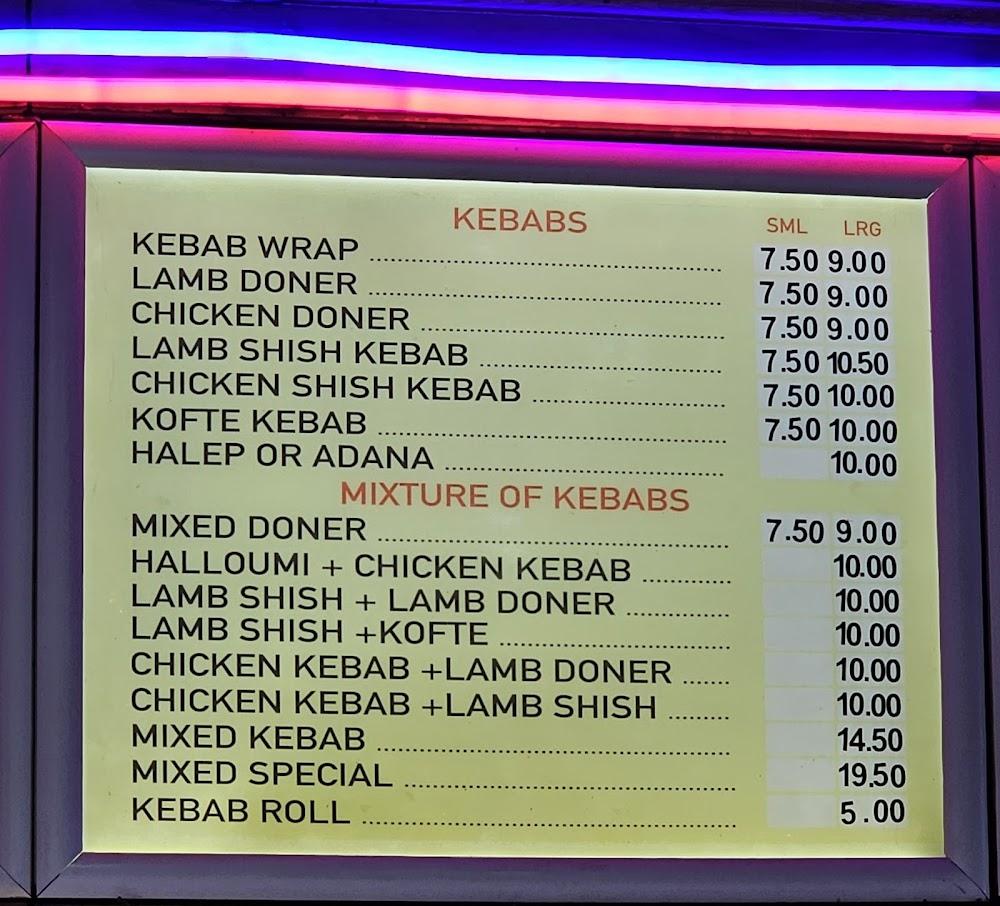 KEBABS SML LRG
KEBAB WRAP 7.50 9.00
LAMB DONER 7.50 9.00
CHICKEN DONER 7.50 9.00
LAMB SHISH KEBAB 7.50 10.50
CHICKEN SHISH KEBAB 7.50 10.00
KOFTE KEBAB 7.50 10.00
HALEP OR ADANA 10.00
MIXTURE OF KEBABS
MIXED DONER 7.50 9.00
HALLOUMI + CHICKEN KEBAB 10.00
LAMB SHISH + LAMB DONER 10.00
LAMB SHISH +KOFTE 10.00
CHICKEN KEBAB +LAMB DONER 10.00
CHICKEN KEBAB +LAMB SHISH 10.00
MIXED KEBAB 14.50
MIXED SPECIAL 19.50
KEBAB ROLL 5.00